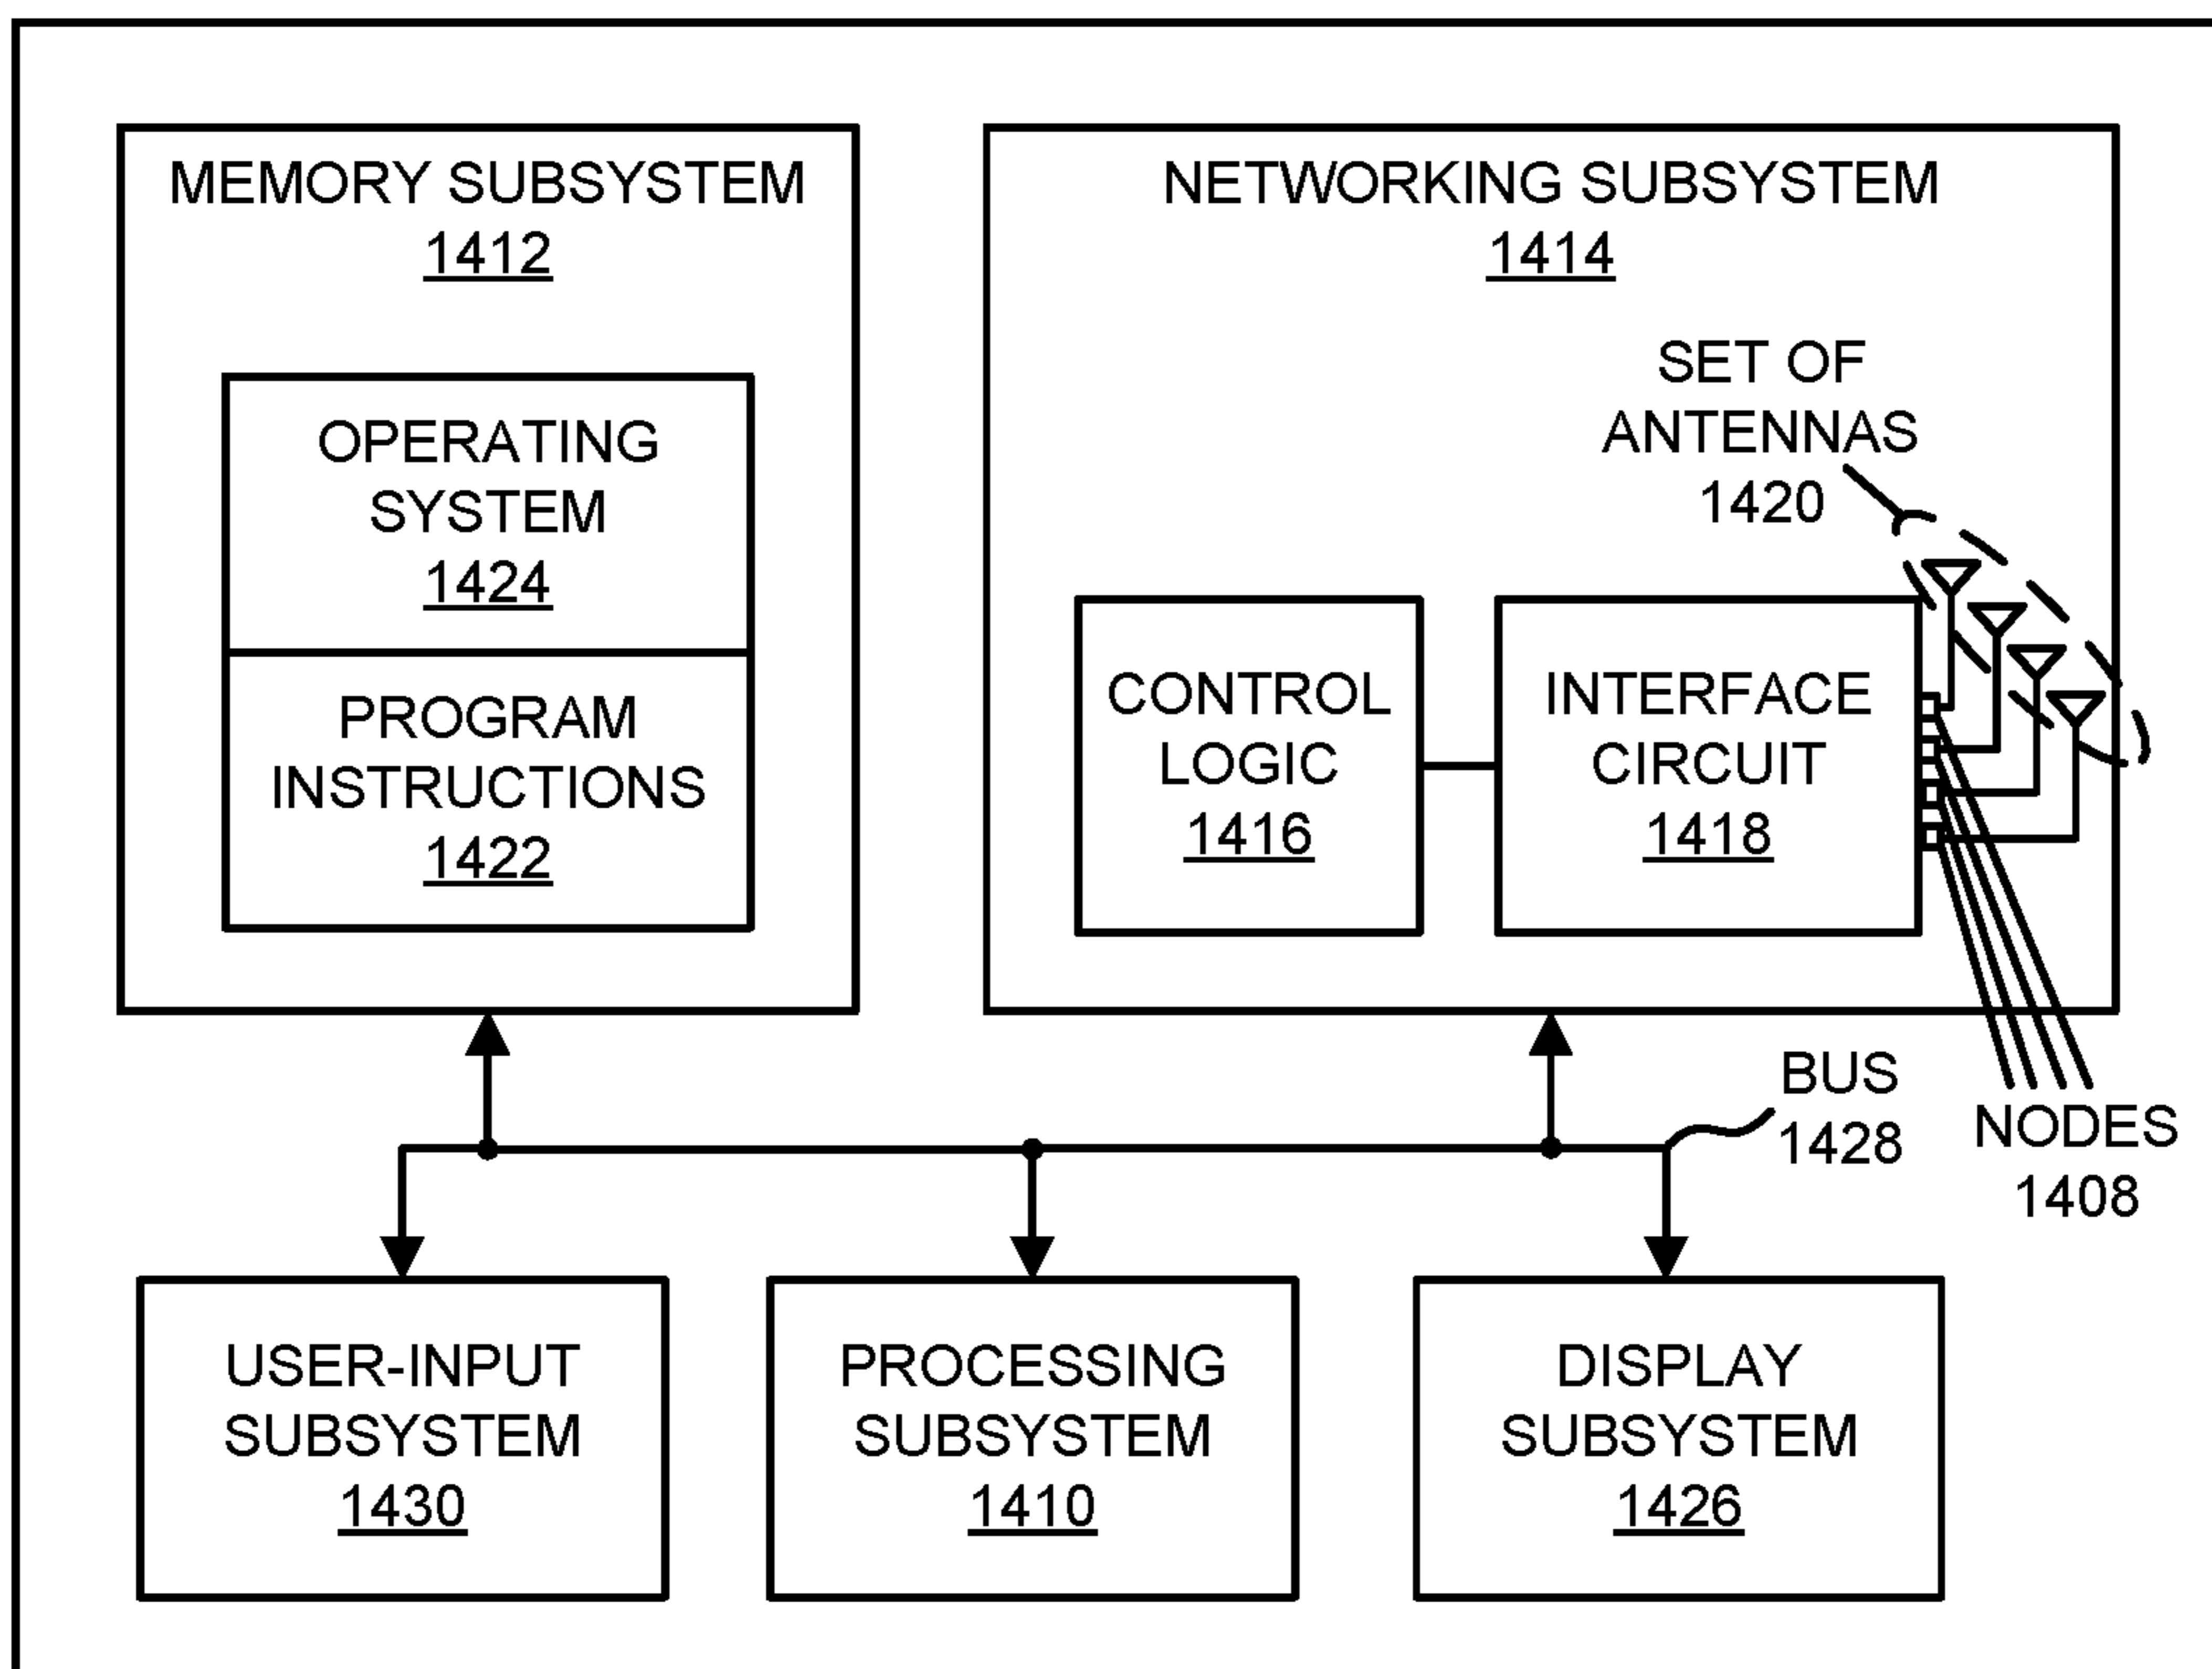 MEMORY SUBSYSTEM
1412
OPERATING
SYSTEM
1424
PROGRAM
INSTRUCTIONS
1422
NETWORKING SUBSYSTEM
1414
SET OF
ANTENNAS
1420
CONTROL
LOGIC
1416
INTERFACE
CIRCUIT
1418
BUS
1428
NODES
1408
USER-INPUT
SUBSYSTEM
1430
PROCESSING
SUBSYSTEM
1410
DISPLAY
SUBSYSTEM
1426